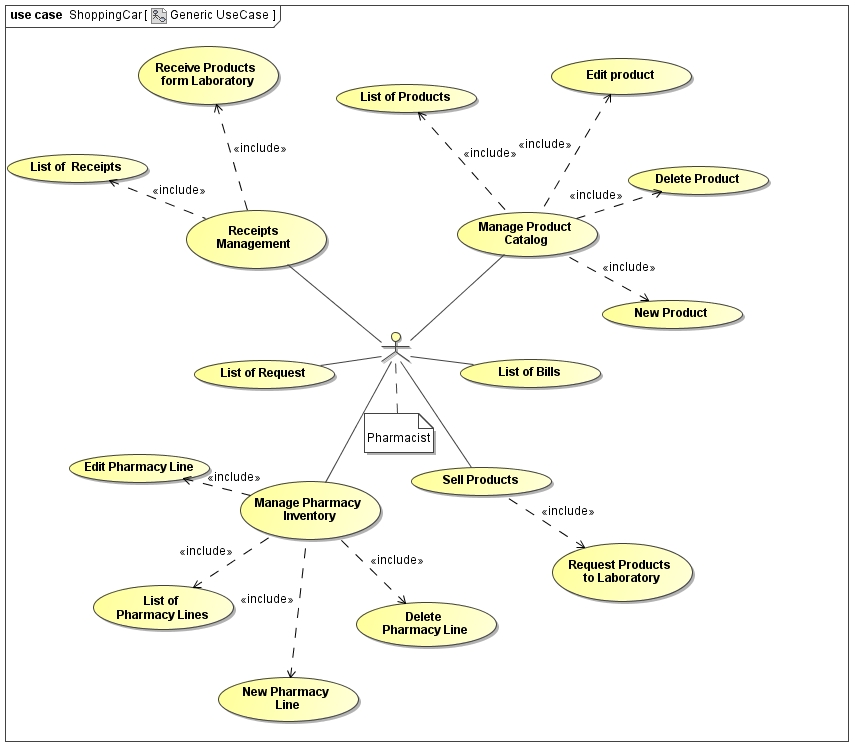 use case ShoppingCar[ Generic UseCase ]
Receive Products
form Laboratory
Edit product
List of Products
«include»
«include»
«include»
List of  Receipts
«include»
Delete Product
«include»
Receipts
Management
Manage Product
Catalog
«include»
New Product
List of Request
List of Bills
Pharmacist
Edit Pharmacy Line
«include»
Sell Products
Manage Pharmacy
Inventory
«include»
«include»
«include»
Request Products
to Laboratory
List of
Pharmacy Lines
«include»
Delete
Pharmacy Line
New Pharmacy
Line